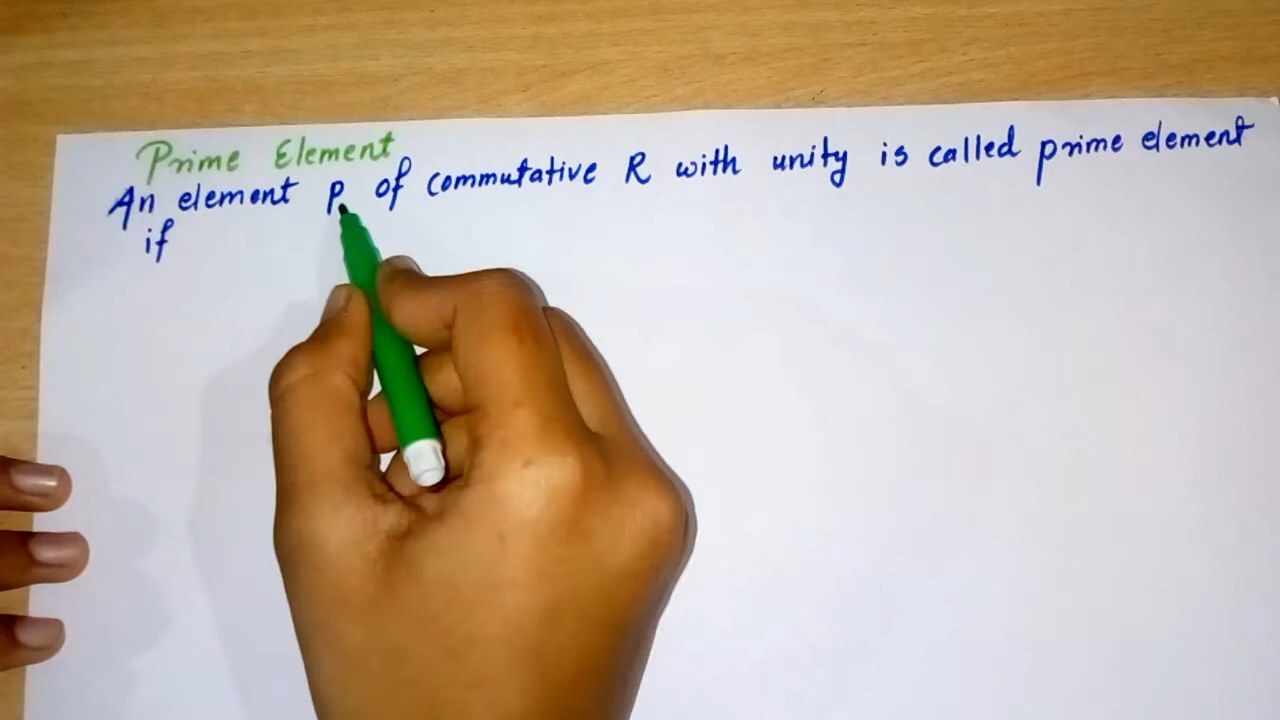 Prime Element
An element p of commutative R with unity is called prime element
if